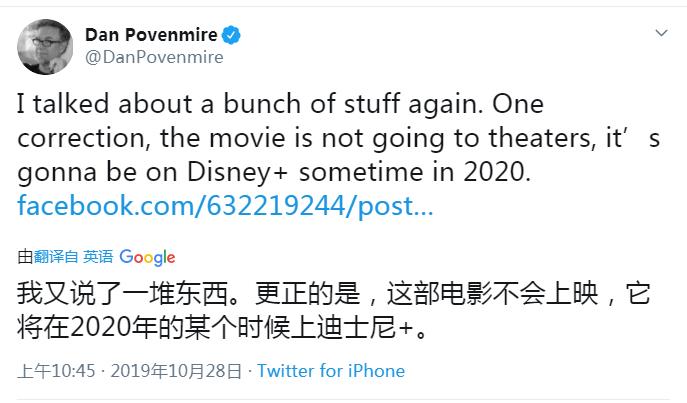 Dan Povenmire
@DanPovenmire
I talked about a bunch of stuff again. One
correction, the movie is not going to theaters, it’s
gonna be on Disney+ sometime in 2020.
facebook.com/632219244/post...
由翻译自 英语 Google
我又说了一堆东西。更正的是，这部电影不会上映，它
将在2020年的某个时候上迪士尼+。
上午10:45 · 2019年10月28日 · Twitter for iPhone